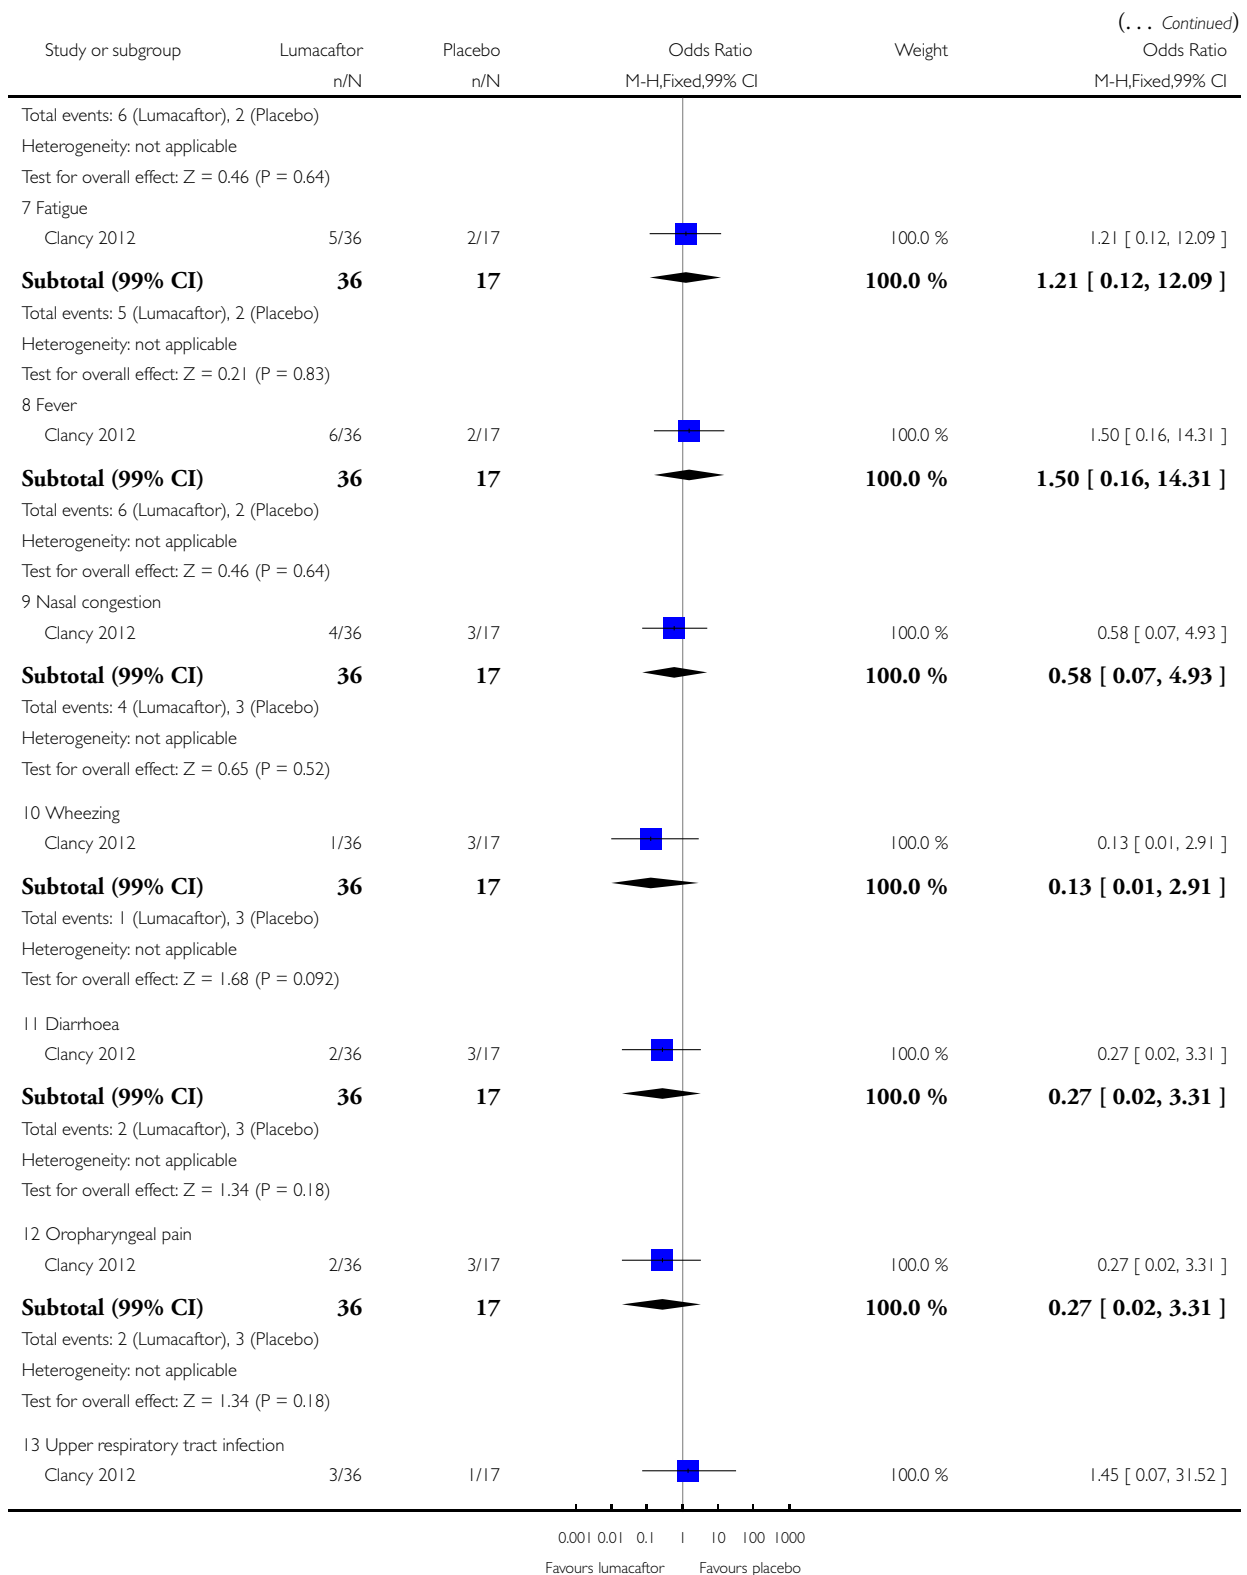 (... Continued)
Study or subgroup Lumacaftor Placebo Odds Ratio Weight Odds Ratio
n/N n/N M-H,Fixed,99% CI M-H,Fixed,99% CI
Total events: 6 (Lumacaftor), 2 (Placebo)
Heterogeneity: not applicable
Test for overall effect: Z = 0.46 (P = 0.64)
7 Fatigue
Clancy 2012 5/36 2/17 100.0 % 1.21 [ 0.12, 12.09 ]
Subtotal (99% CI) 36 17 100.0 % 1.21 [ 0.12, 12.09 ]
Total events: 5 (Lumacaftor), 2 (Placebo)
Heterogeneity: not applicable
Test for overall effect: Z = 0.21 (P = 0.83)
8 Fever
Clancy 2012 6/36 2/17 100.0 % 1.50 [ 0.16, 14.31 ]
Subtotal (99% CI) 36 17 100.0 % 1.50 [ 0.16, 14.31 ]
Total events: 6 (Lumacaftor), 2 (Placebo)
Heterogeneity: not applicable
Test for overall effect: Z = 0.46 (P = 0.64)
9 Nasal congestion
Clancy 2012 4/36 3/17 100.0 % 0.58 [ 0.07, 4.93 ]
Subtotal (99% CI) 36 17 100.0 % 0.58 [ 0.07, 4.93 ]
Total events: 4 (Lumacaftor), 3 (Placebo)
Heterogeneity: not applicable
Test for overall effect: Z = 0.65 (P = 0.52)
10 Wheezing
Clancy 2012 1/36 3/17 100.0 % 0.13 [ 0.01, 2.91 ]
Subtotal (99% CI) 36 17 100.0 % 0.13 [ 0.01, 2.91 ]
Total events: 1 (Lumacaftor), 3 (Placebo)
Heterogeneity: not applicable
Test for overall effect: Z = 1.68 (P = 0.092)
11 Diarrhoea
Clancy 2012 2/36 3/17 100.0 % 0.27 [ 0.02, 3.31 ]
Subtotal (99% CI) 36 17 100.0 % 0.27 [ 0.02, 3.31 ]
Total events: 2 (Lumacaftor), 3 (Placebo)
Heterogeneity: not applicable
Test for overall effect: Z = 1.34 (P = 0.18)
12 Oropharyngeal pain
Clancy 2012 2/36 3/17 100.0 % 0.27 [ 0.02, 3.31 ]
Subtotal (99% CI) 36 17 100.0 % 0.27 [ 0.02, 3.31 ]
Total events: 2 (Lumacaftor), 3 (Placebo)
Heterogeneity: not applicable
Test for overall effect: Z = 1.34 (P = 0.18)
13 Upper respiratory tract infection
Clancy 2012 3/36 1/17 100.0 % 1.45 [ 0.07, 31.52 ]
0.001 0.01 0.1 1 10 100 1000
Favours lumacaftor Favours placebo